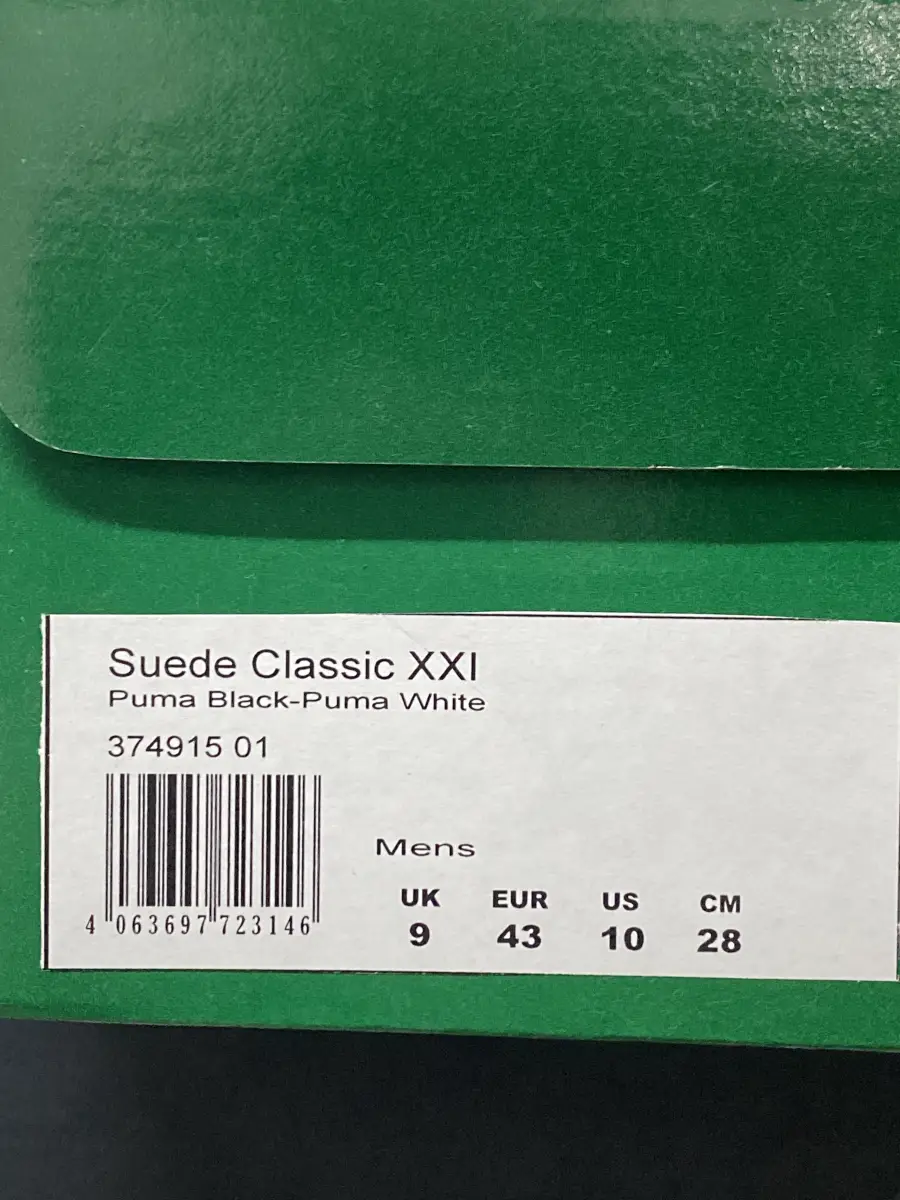 Suede Classic XXI
Puma Black-Puma White
374915 01
4 063697 723146
Mens
UK EUR US CM
9 43 10 28